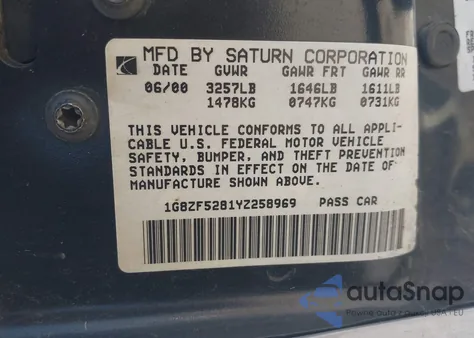 MFD BY SATURN CORPORATION
DATE GVWR GAWR FRT GAWR RR
06/00 3257LB 1646LB 1611LB
1478KG 0747KG 0731KG
THIS VEHICLE CONFORMS TO ALL APPLI-
CABLE U.S. FEDERAL MOTOR VEHICLE
SAFETY, BUMPER, AND THEFT PREVENTION
STANDARDS IN EFFECT ON THE DATE OF
MANUFACTURE SHOWN ABOVE.
1G8ZF5281YZ258969 PASS CAR
autoSnap